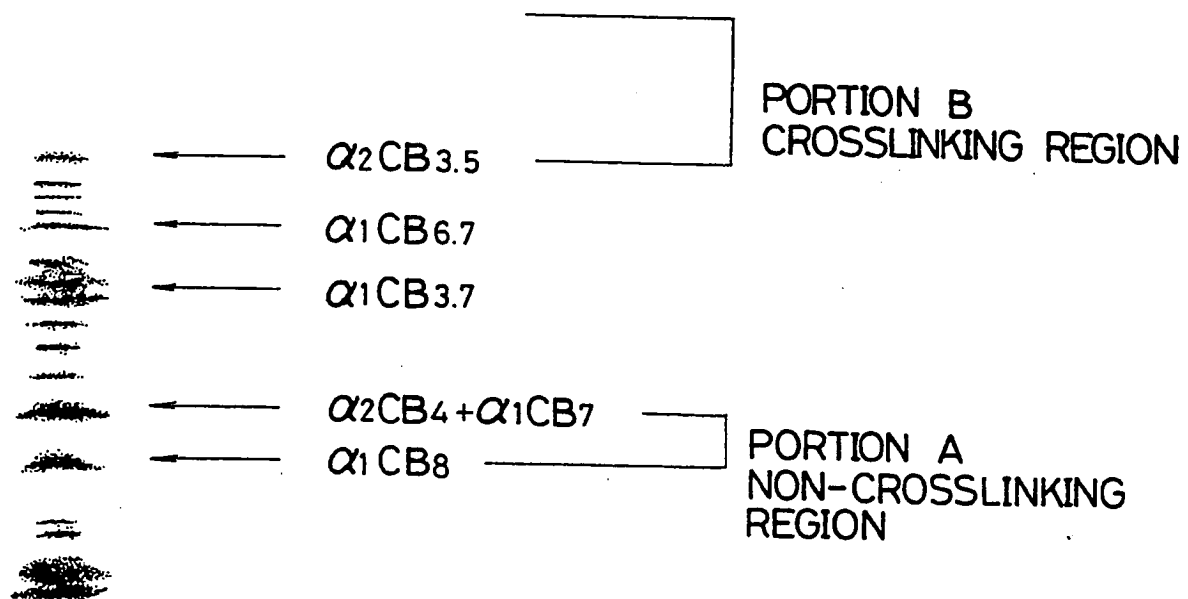 PORTION B
CROSSLINKING REGION
α2CB3.5
α1CB6.7
α1CB3.7
α2CB4+α1CB7
α1CB8
PORTION A
NON-CROSSLINKING
REGION